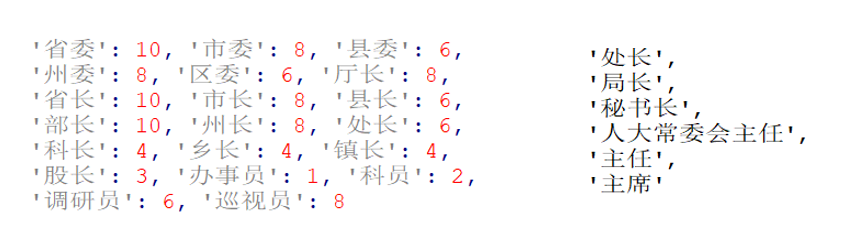 '省委': 10, '市委': 8, '县委': 6,
'州委': 8, '区委': 6, '厅长': 8,
'省长': 10, '市长': 8, '县长': 6,
'部长': 10, '州长': 8, '处长': 6,
'科长': 4, '乡长': 4, '镇长': 4,
'股长': 3, '办事员': 1, '科员': 2,
'调研员': 6, '巡视员': 8
'处长',
'局长',
'秘书长',
'人大常委会主任',
'主任',
'主席'